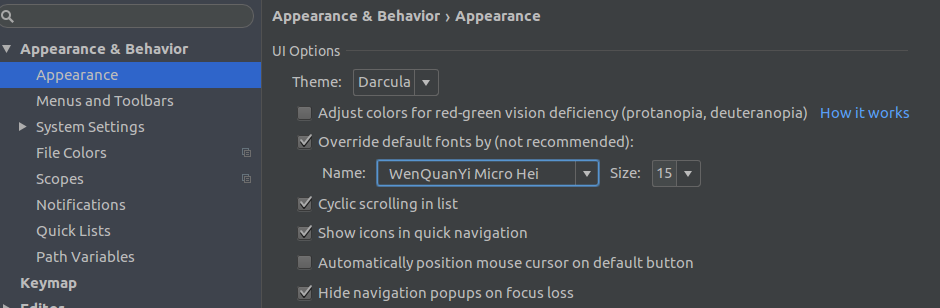 Appearance & Behavior
Appearance
Menus and Toolbars
System Settings
File Colors
Scopes
Notifications
Quick Lists
Path Variables
Keymap
Editor
Appearance & Behavior › Appearance
UI Options
Theme: Darcula
Adjust colors for red-green vision deficiency (protanopia, deuteranopia) How it works
Override default fonts by (not recommended):
Name: WenQuanYi Micro Hei Size: 15
Cyclic scrolling in list
Show icons in quick navigation
Automatically position mouse cursor on default button
Hide navigation popups on focus loss